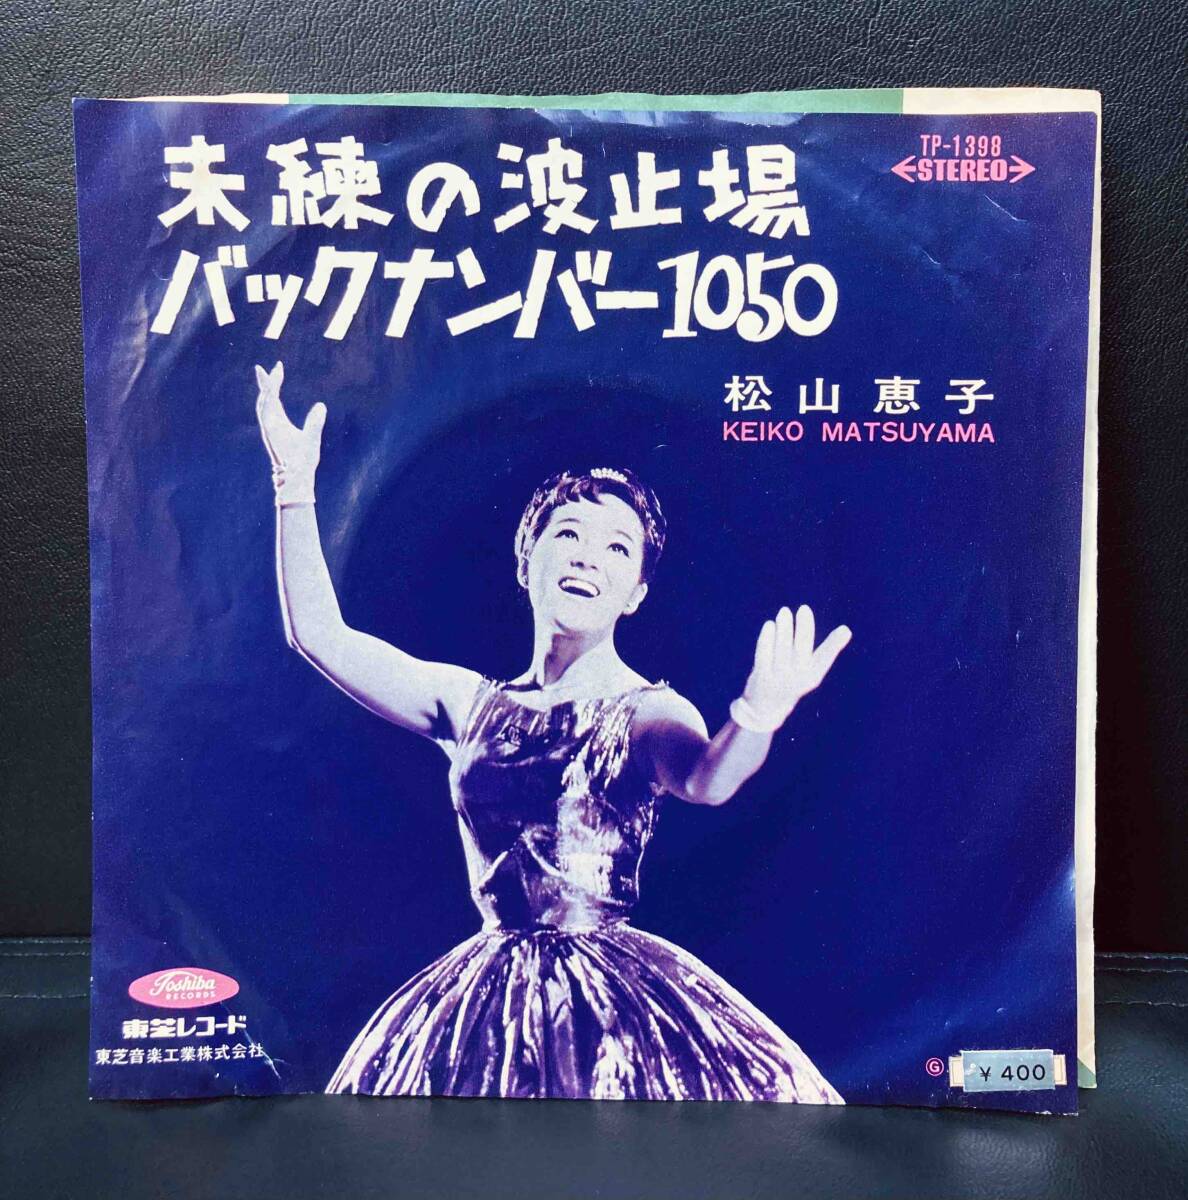 TP-1398
STEREO
未練の波止場
バックナンバー1050
松山恵子
KEIKO MATSUYAMA
Toshiba
RECORDS
東芝レコード
東芝音楽工業株式会社
G
¥ 400